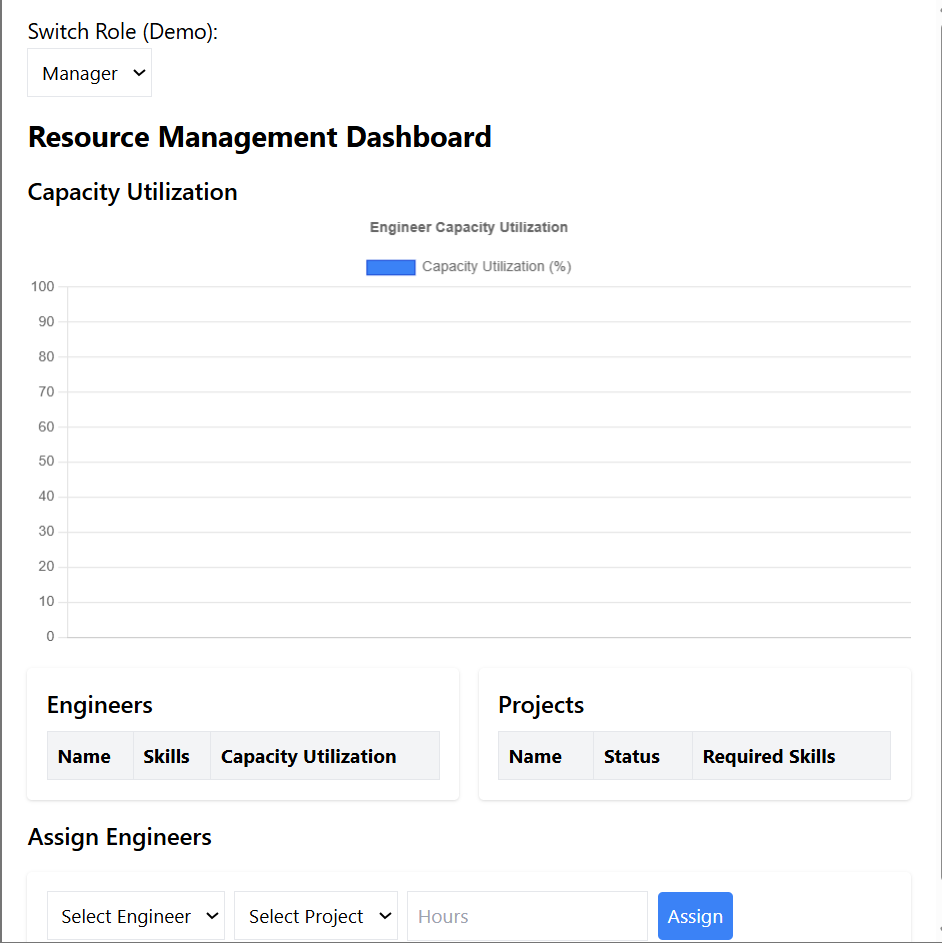 Switch Role (Demo):
Manager
Resource Management Dashboard
Capacity Utilization
Engineer Capacity Utilization
Capacity Utilization (%)
100
90
80
70
60
50
40
30
20
10
0
Engineers
Name Skills Capacity Utilization
Projects
Name Status Required Skills
Assign Engineers
Select Engineer Select Project Hours Assign